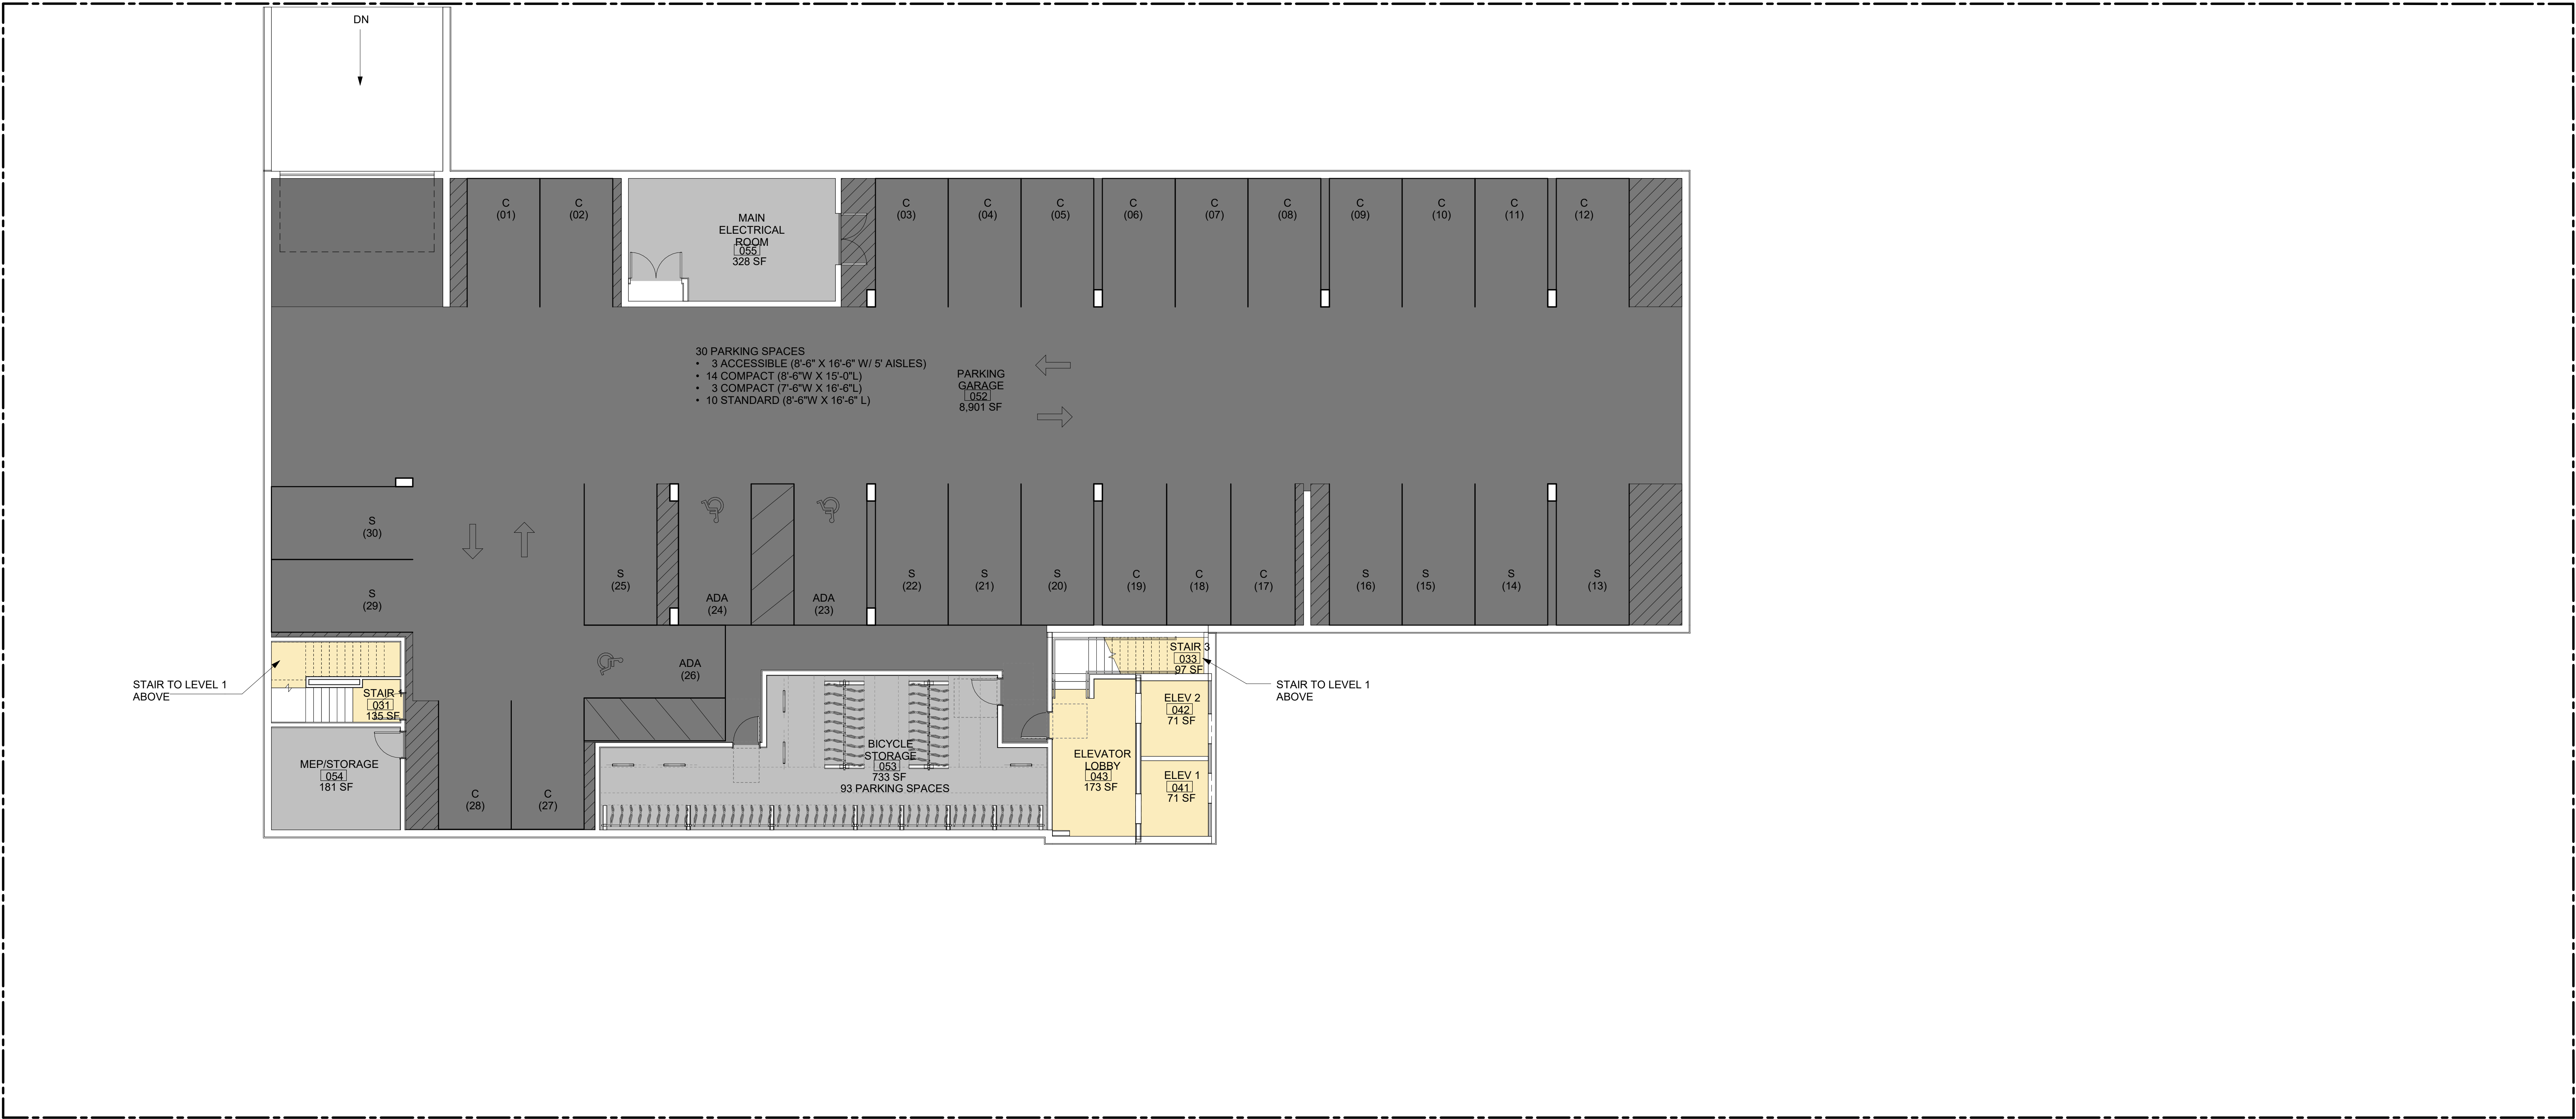 DN
C
(01)
C
(02)
MAIN
ELECTRICAL
ROOM
055
328 SF
C
(03)
C
(04)
C
(05)
C
(06)
C
(07)
C
(08)
C
(09)
C
(10)
C
(11)
C
(12)
30 PARKING SPACES
• 3 ACCESSIBLE (8'-6" X 16'-6" W/ 5' AISLES)
• 14 COMPACT (8'-6"W X 15'-0"L)
• 3 COMPACT (7'-6"W X 16'-6"L)
• 10 STANDARD (8'-6"W X 16'-6" L)
PARKING
GARAGE
052
8,901 SF
S
(30)
S
(29)
S
(25)
ADA
(24)
ADA
(23)
S
(22)
S
(21)
S
(20)
C
(19)
C
(18)
C
(17)
S
(16)
S
(15)
S
(14)
S
(13)
STAIR TO LEVEL 1
ABOVE
STAIR 1
031
135 SF
ADA
(26)
STAIR 3
033
97 SF
STAIR TO LEVEL 1
ABOVE
MEP/STORAGE
054
181 SF
C
(28)
C
(27)
BICYCLE
STORAGE
053
733 SF
93 PARKING SPACES
ELEVATOR
LOBBY
043
173 SF
ELEV 2
042
71 SF
ELEV 1
041
71 SF